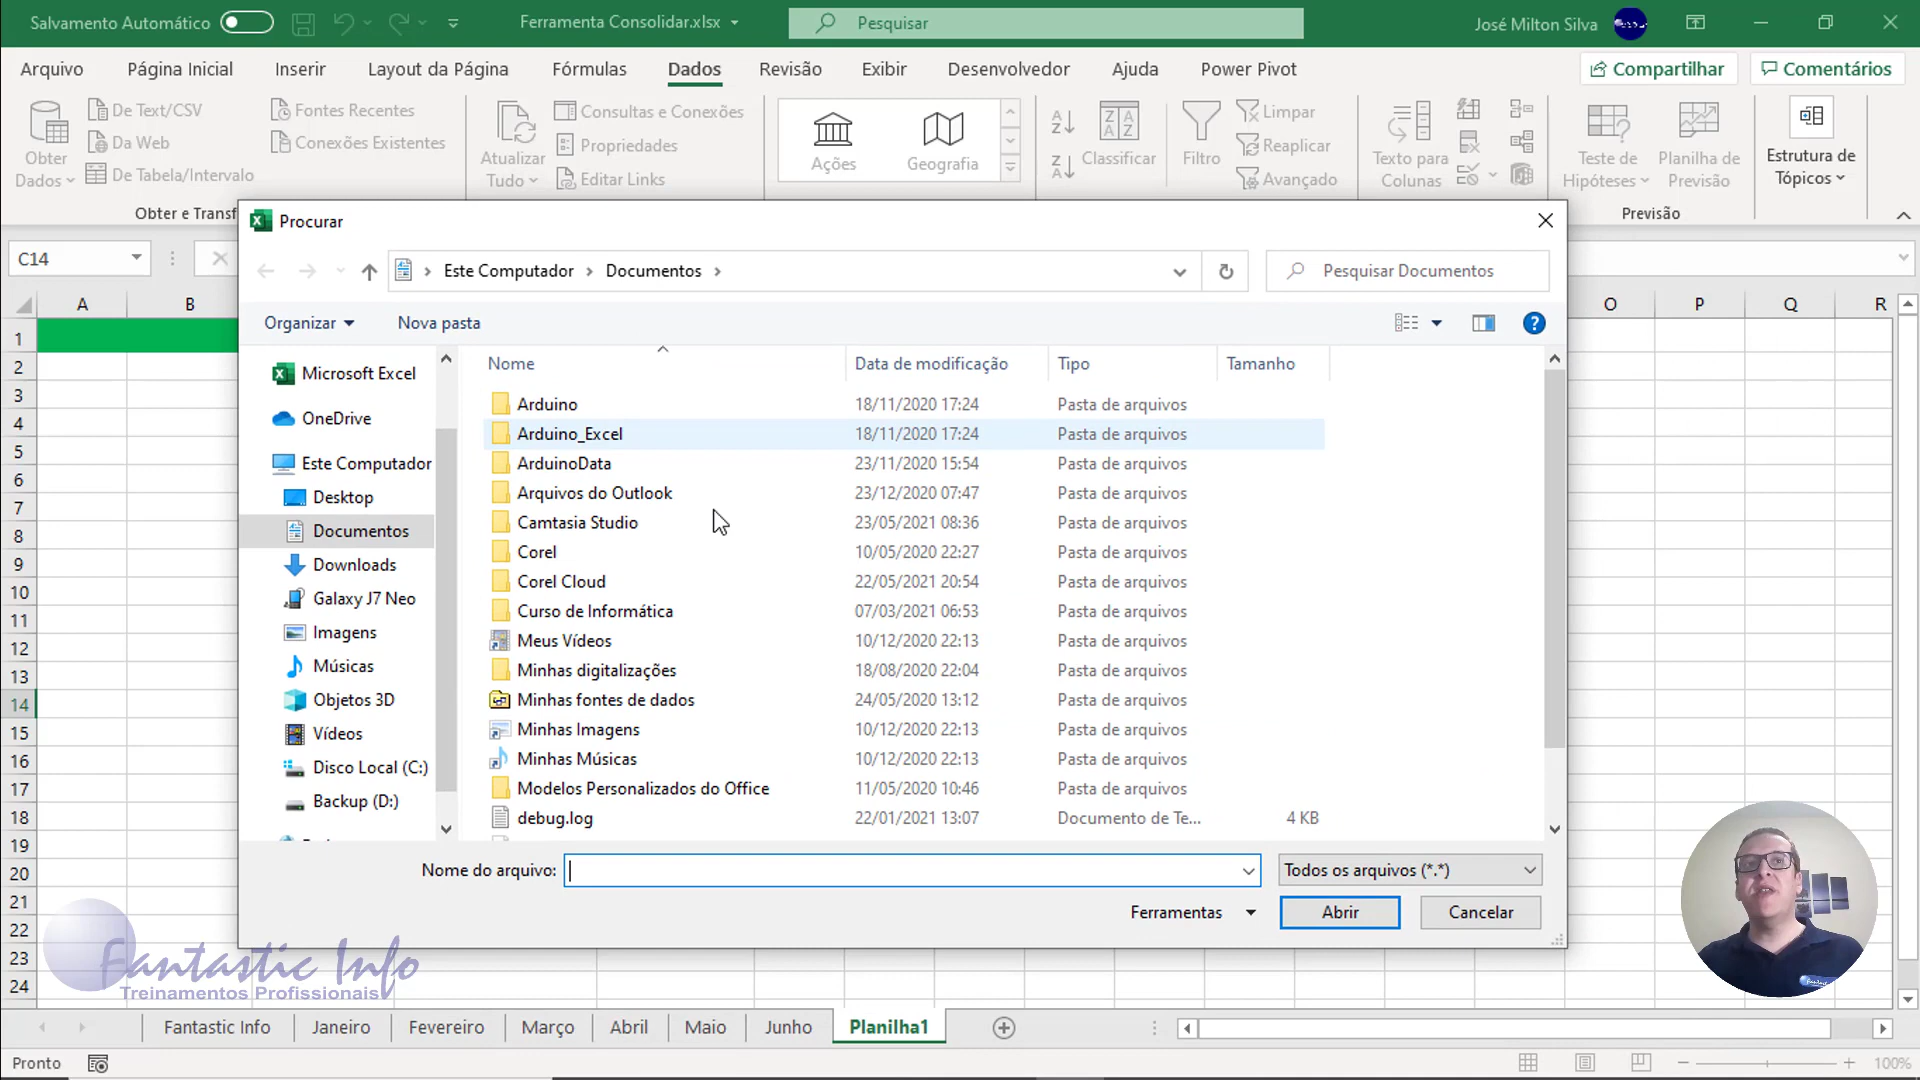 Salvamento Automático
Ferramenta Consolidar.xlsx
Pesquisar
José Milton Silva
Arquivo
Página Inicial
Inserir
Layout da Página
Fórmulas
Dados
Revisão
Exibir
Desenvolvedor
Ajuda
Power Pivot
Compartilhar
Comentários
Obter
Dados
De Text/CSV
Da Web
De Tabela/Intervalo
Fontes Recentes
Conexões Existentes
Atualizar
Tudo
Consultas e Conexões
Propriedades
Editar Links
Ações
Geografia
Classificar
Filtro
Limpar
Reaplicar
Avançado
Texto para
Colunas
Teste de
Hipóteses
Planilha de
Previsão
Estrutura de
Tópicos
Obter e Transf
Previsão
C14
Procurar
Este Computador
Documentos
Pesquisar Documentos
Organizar
Nova pasta
A B O P Q R
1
2
3
4
5
6
7
8
9
10
11
12
13
14
15
16
17
18
19
20
21
22
23
24
Microsoft Excel
OneDrive
Este Computador
Desktop
Documentos
Downloads
Galaxy J7 Neo
Imagens
Músicas
Objetos 3D
Vídeos
Disco Local (C:)
Backup (D:)
Nome Data de modificação Tipo Tamanho
Arduino 18/11/2020 17:24 Pasta de arquivos
Arduino_Excel 18/11/2020 17:24 Pasta de arquivos
ArduinoData 23/11/2020 15:54 Pasta de arquivos
Arquivos do Outlook 23/12/2020 07:47 Pasta de arquivos
Camtasia Studio 23/05/2021 08:36 Pasta de arquivos
Corel 10/05/2020 22:27 Pasta de arquivos
Corel Cloud 22/05/2021 20:54 Pasta de arquivos
Curso de Informática 07/03/2021 06:53 Pasta de arquivos
Meus Vídeos 10/12/2020 22:13 Pasta de arquivos
Minhas digitalizações 18/08/2020 22:04 Pasta de arquivos
Minhas fontes de dados 24/05/2020 13:12 Pasta de arquivos
Minhas Imagens 10/12/2020 22:13 Pasta de arquivos
Minhas Músicas 10/12/2020 22:13 Pasta de arquivos
Modelos Personalizados do Office 11/05/2020 10:46 Pasta de arquivos
debug.log 22/01/2021 13:07 Documento de Te... 4 KB
Nome do arquivo:
Todos os arquivos (*.*)
Ferramentas
Abrir
Cancelar
Fantastic Info
Treinamentos Profissionais
Fantastic Info
Janeiro
Fevereiro
Março
Abril
Maio
Junho
Planilha1
Pronto
100%